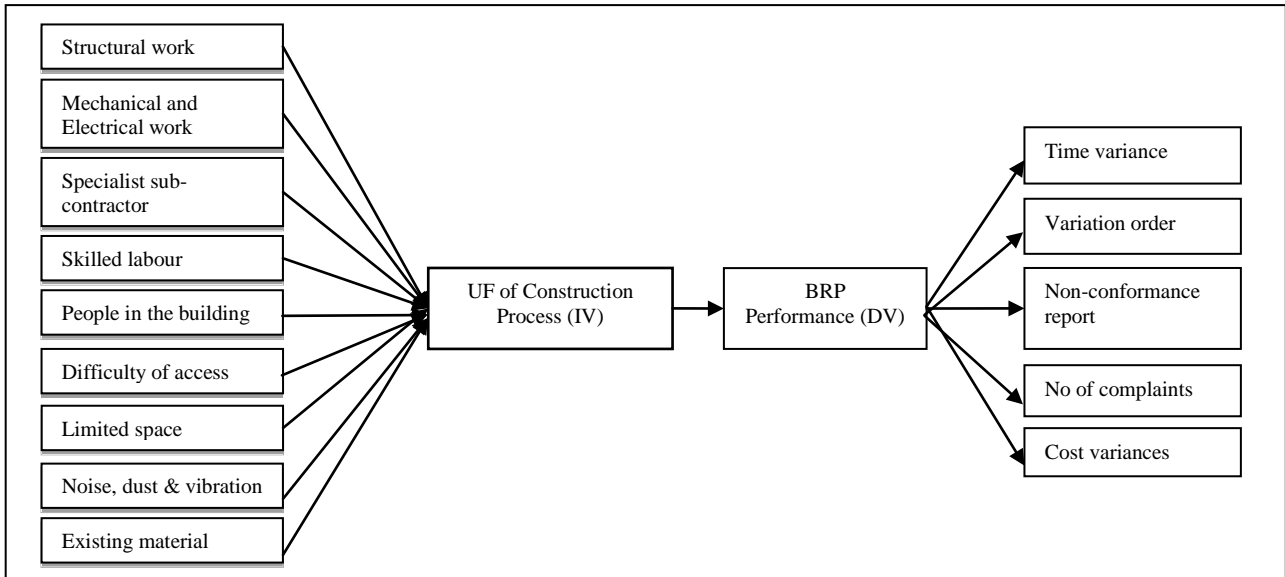 Structural work
Mechanical and
Electrical work
Specialist sub-
contractor
Skilled labour
People in the building
Difficulty of access
Limited space
Noise, dust & vibration
Existing material
UF of Construction
Process (IV)
BRP
Performance (DV)
Time variance
Variation order
Non-conformance
report
No of complaints
Cost variances